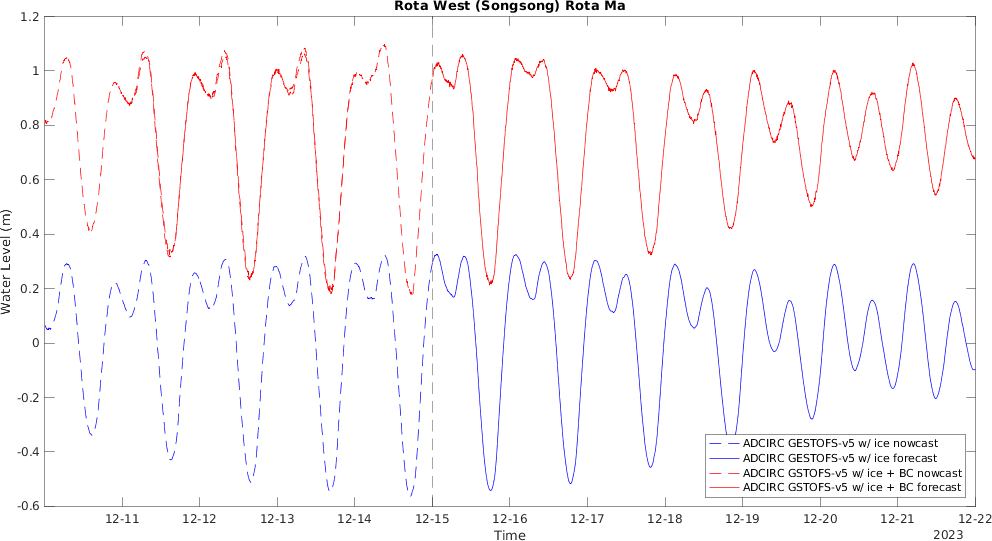 Rota West (Songsong) Rota Ma
1.2
1
0.8
0.6
0.4
0.2
0
-0.2
-0.4
-0.6
Water Level (m)
12-11 12-12 12-13 12-14 12-15 12-16 12-17 12-18 12-19 12-20 12-21 12-22
Time
2023
ADCIRC GESTOFS-v5 w/ ice nowcast
ADCIRC GESTOFS-v5 w/ ice forecast
ADCIRC GSTOFS-v5 w/ ice + BC nowcast
ADCIRC GSTOFS-v5 w/ ice + BC forecast